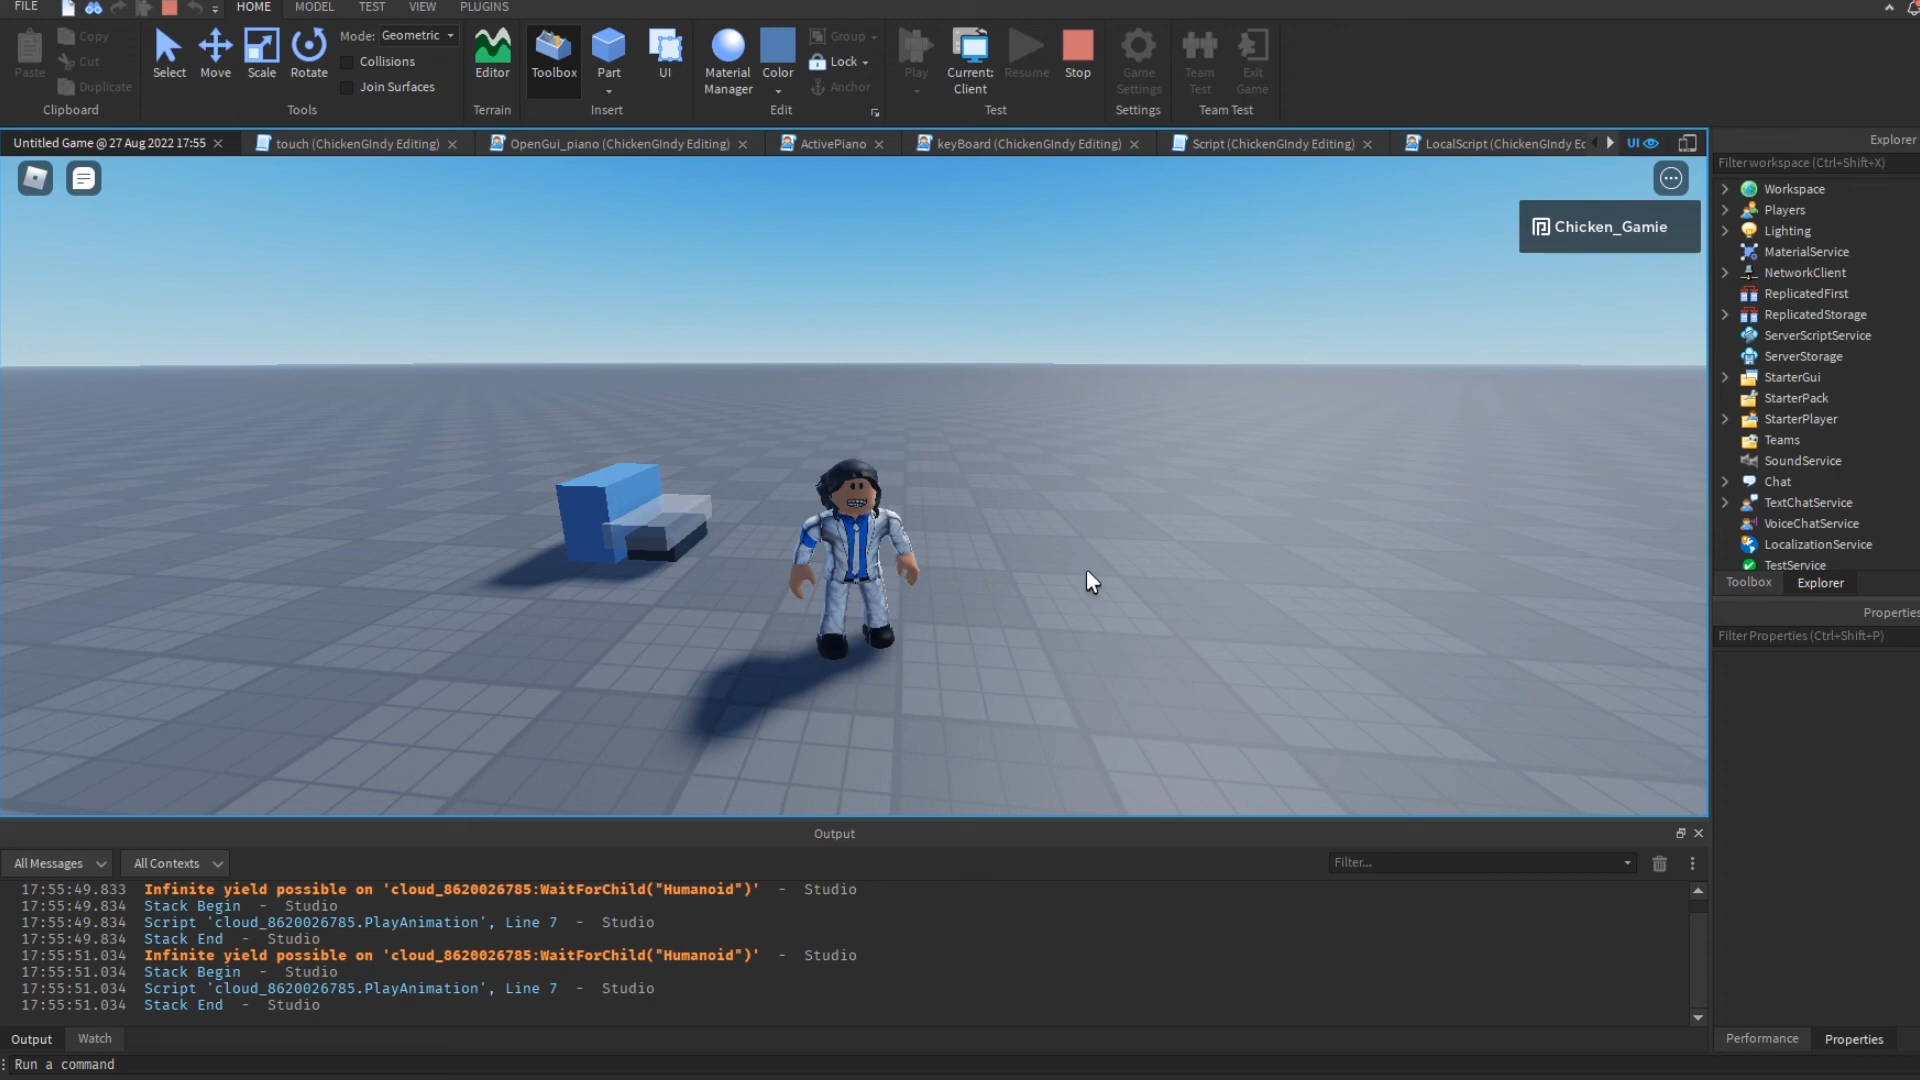 FILE HOME MODEL TEST VIEW PLUGINS
Paste Copy Cut Duplicate
Clipboard
Select Move Scale Rotate
Mode: Geometric
Collisions
Join Surfaces
Tools
Editor
Terrain
Toolbox Part UI
Insert
Material Manager Color
Group
Lock
Anchor
Edit
Play Current: Client Resume Stop
Test
Game Settings
Settings
Team Test Exit Game
Team Test
Untitled Game @ 27 Aug 2022 17:55
touch (ChickenGIndy Editing)
OpenGui_piano (ChickenGIndy Editing)
ActivePiano
keyBoard (ChickenGIndy Editing)
Script (ChickenGIndy Editing)
LocalScript (ChickenGIndy Ec
UI
Chicken_Gamie
Explorer
Filter workspace (Ctrl+Shift+X)
Workspace
Players
Lighting
MaterialService
NetworkClient
ReplicatedFirst
ReplicatedStorage
ServerScriptService
ServerStorage
StarterGui
StarterPack
StarterPlayer
Teams
SoundService
Chat
TextChatService
VoiceChatService
LocalizationService
TestService
Toolbox Explorer
Properties
Filter Properties (Ctrl+Shift+P)
Performance Properties
Output
All Messages All Contexts
Filter...
17:55:49.833 Infinite yield possible on 'cloud_8620026785:WaitForChild("Humanoid")' - Studio
17:55:49.834 Stack Begin - Studio
17:55:49.834 Script 'cloud_8620026785.PlayAnimation', Line 7 - Studio
17:55:49.834 Stack End - Studio
17:55:51.034 Infinite yield possible on 'cloud_8620026785:WaitForChild("Humanoid")' - Studio
17:55:51.034 Stack Begin - Studio
17:55:51.034 Script 'cloud_8620026785.PlayAnimation', Line 7 - Studio
17:55:51.034 Stack End - Studio
Output Watch
Run a command